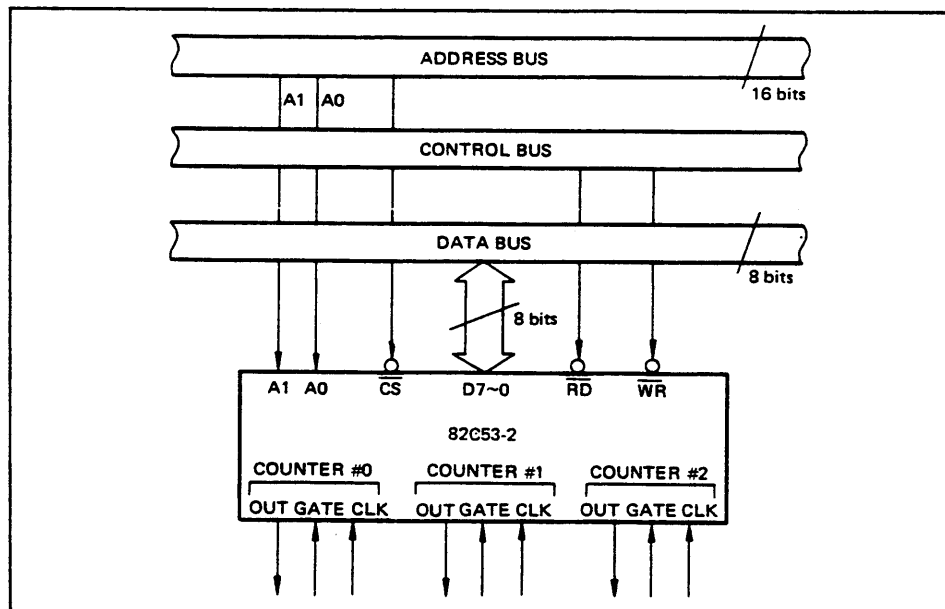 ADDRESS BUS
16 bits
A1 A0
CONTROL BUS
DATA BUS
8 bits
8 bits
A1 A0 CS D7~0 RD WR
82C53-2
COUNTER #0 COUNTER #1 COUNTER #2
OUT GATE CLK OUT GATE CLK OUT GATE CLK